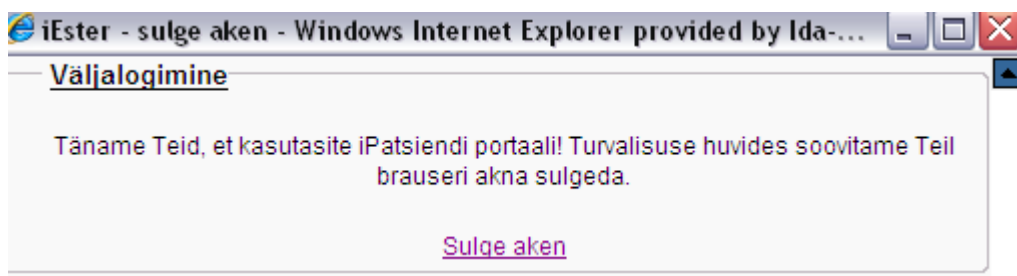 iEster - sulge aken - Windows Internet Explorer provided by Ida-...
Väljalogimine
Täname Teid, et kasutasite iPatsiendi portaali! Turvalisuse huvides soovitame Teil
brauseri akna sulgeda.
Sulge aken